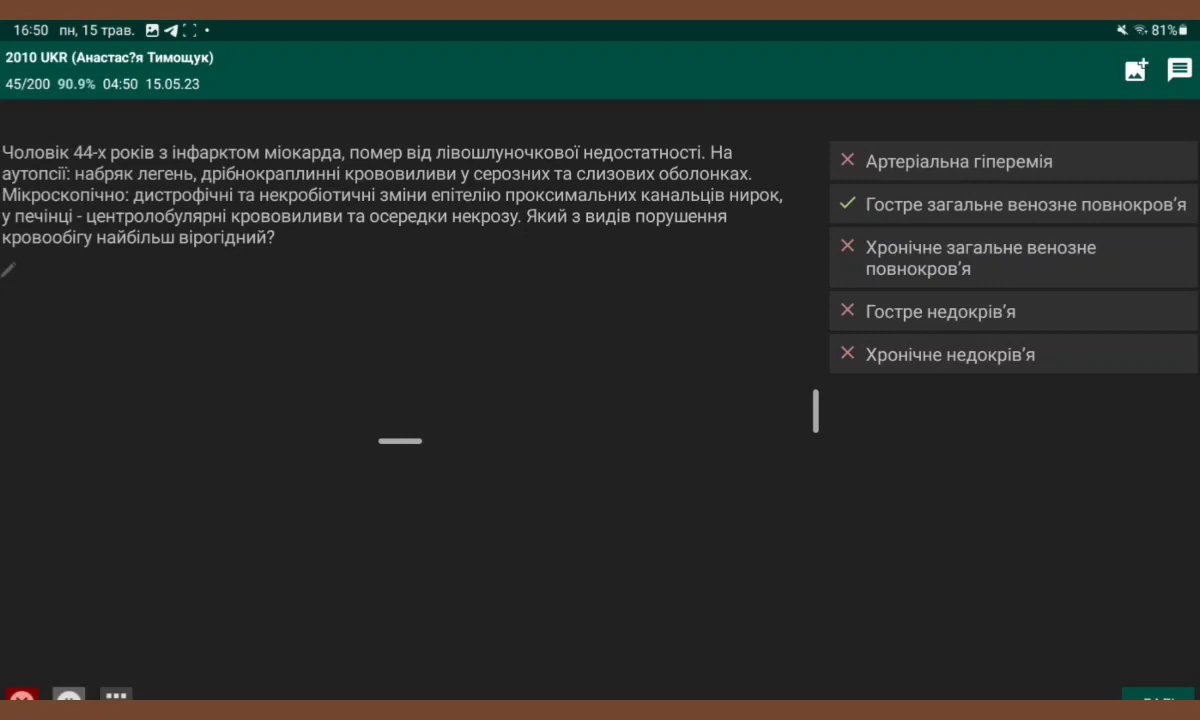 16:50 пн, 15 трав. 81%
2010 UKR (Анастас?я Тимощук)
45/200 90.9% 04:50 15.05.23
Чоловік 44-х років з інфарктом міокарда, помер від лівошлуночкової недостатності. На
аутопсії: набряк легень, дрібнокраплинні крововиливи у серозних та слизових оболонках.
Мікроскопічно: дистрофічні та некробіотичні зміни епітелію проксимальних канальців нирок,
у печінці - центролобулярні крововиливи та осередки некрозу. Який з видів порушення
кровообігу найбільш вірогідний?
Артеріальна гіперемія
Гостре загальне венозне повнокров’я
Хронічне загальне венозне
повнокров’я
Гостре недокрів’я
Хронічне недокрів’я